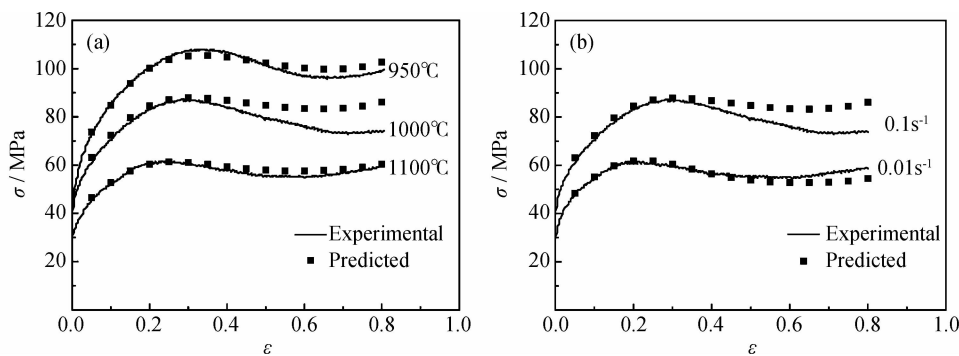 (a)
120
100
80
60
40
20
σ / MPa
950℃
1000℃
1100℃
Experimental
Predicted
0.0 0.2 0.4 0.6 0.8 1.0
ε
(b)
120
100
80
60
40
20
σ / MPa
0.1s⁻¹
0.01s⁻¹
Experimental
Predicted
0.0 0.2 0.4 0.6 0.8 1.0
ε